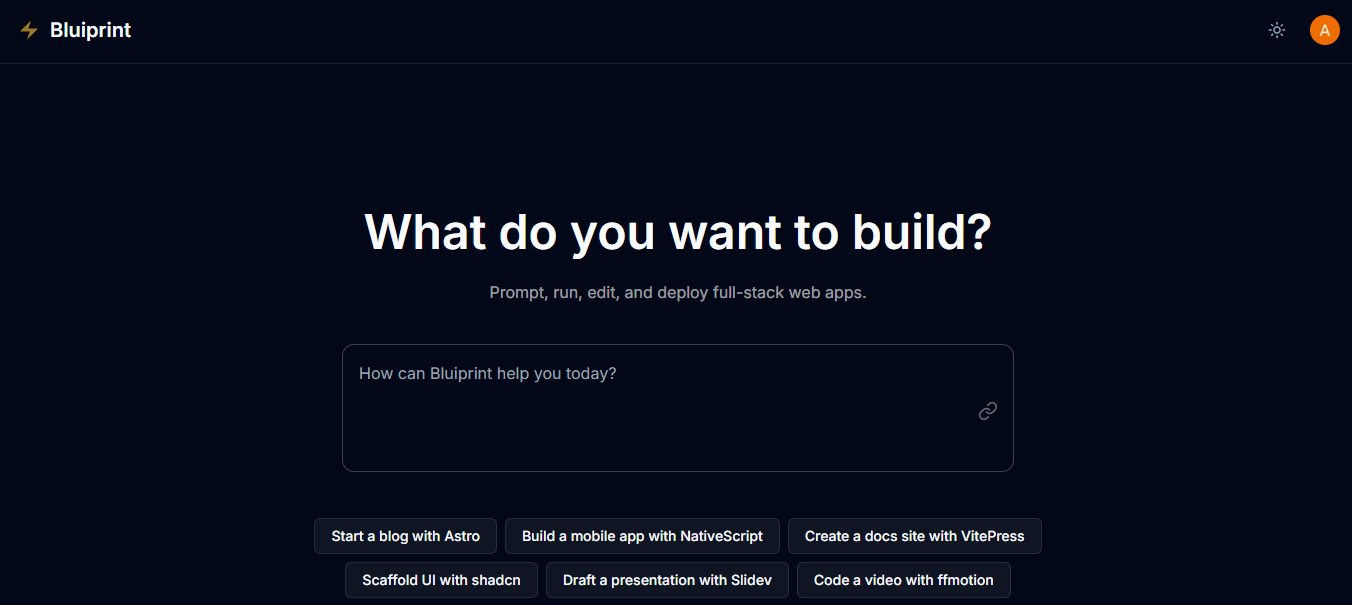 Bluiprint
A
What do you want to build?
Prompt, run, edit, and deploy full-stack web apps.
How can Bluiprint help you today?
Start a blog with Astro
Build a mobile app with NativeScript
Create a docs site with VitePress
Scaffold UI with shadcn
Draft a presentation with Slidev
Code a video with ffmotion